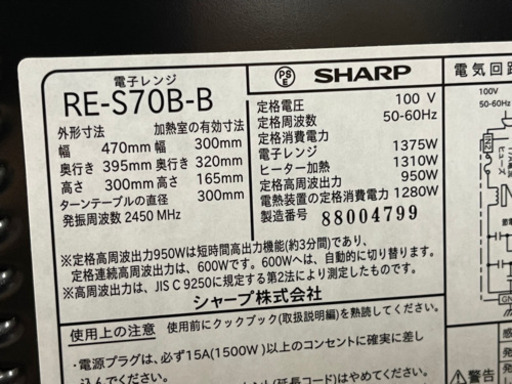 電子レンジ
RE-S70B-B
外形寸法 加熱室の有効寸法
幅 470mm 幅 300mm
奥行き 395mm 奥行き 320mm
高さ 300mm 高さ 165mm
ターンテーブルの直径 300mm
発振周波数 2450 MHz
PSE SHARP
定格電圧 100 V
定格周波数 50-60Hz
定格消費電力
電子レンジ 1375W
ヒーター加熱 1310W
定格高周波出力 950W
電熱装置の定格消費電力 1280W
製造番号 88004799
※定格高周波出力950Wは短時間高出力機能(約3分間)であり、
定格連続高周波出力は、600Wです。600Wへは、自動的に切り替ります。
※高周波出力は、JIS C 9250に規定する第2法により測定したものです。
シャープ株式会社
使用上の注意 使用前にクックブック(取扱説明編)を熟読してください。
・電源プラグは、必ず15A(1500W)以上のコンセントに確実に差し
込んでください。
電気回路
100V
50-60Hz
ヒューズ
警告